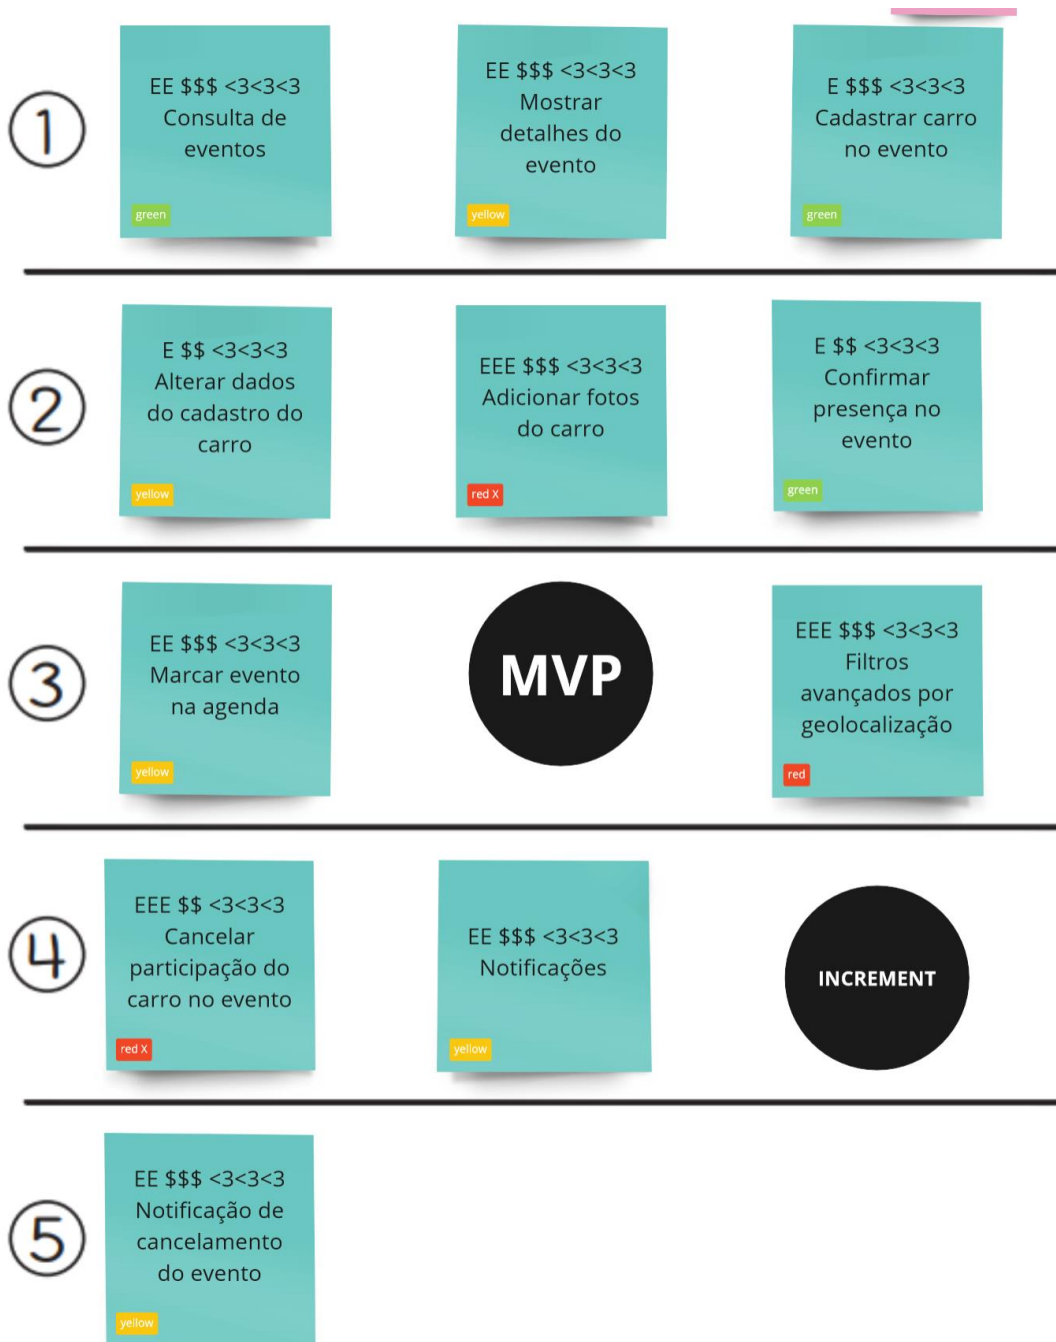 1
EE $$$ <3<3<3
Consulta de
eventos
green
EE $$$ <3<3<3
Mostrar
detalhes do
evento
yellow
E $$$ <3<3<3
Cadastrar carro
no evento
green
2
E $$ <3<3<3
Alterar dados
do cadastro do
carro
yellow
EEE $$$ <3<3<3
Adicionar fotos
do carro
red X
E $$ <3<3<3
Confirmar
presença no
evento
green
3
EE $$$ <3<3<3
Marcar evento
na agenda
yellow
MVP
EEE $$$ <3<3<3
Filtros
avançados por
geolocalização
red
4
EEE $$ <3<3<3
Cancelar
participação do
carro no evento
red X
EE $$$ <3<3<3
Notificações
yellow
INCREMENT
5
EE $$$ <3<3<3
Notificação de
cancelamento
do evento
yellow